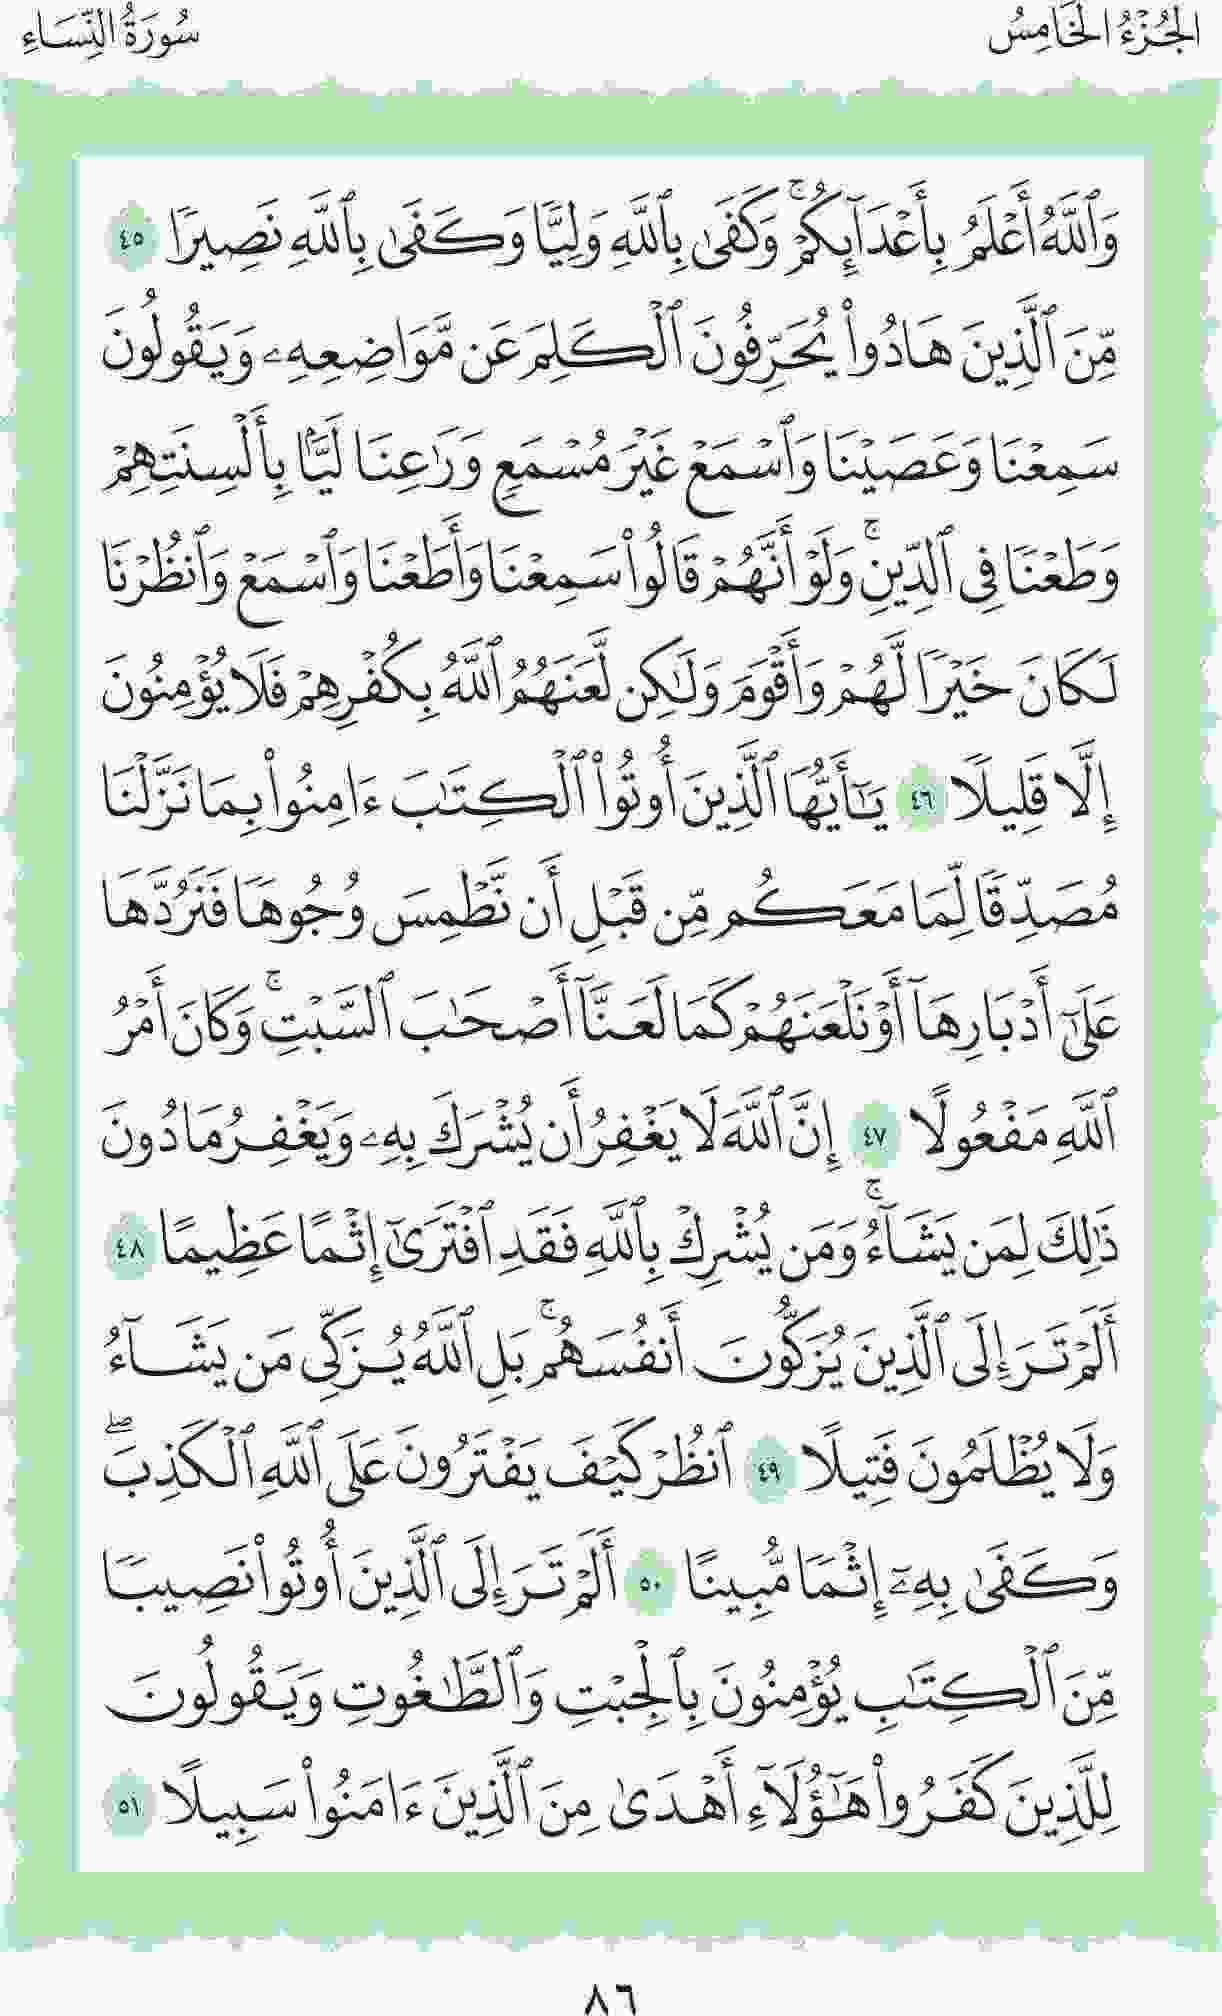 الجُزْءُ الخَامِسُ
سُورَةُ النِّسَاءِ
وَٱللَّهُ أَعۡلَمُ بِأَعۡدَآئِكُمۡۚ وَكَفَىٰ بِٱللَّهِ وَلِيّٗا وَكَفَىٰ بِٱللَّهِ نَصِيرٗا ٤٥
مِّنَ ٱلَّذِينَ هَادُواْ يُحَرِّفُونَ ٱلۡكَلِمَ عَن مَّوَاضِعِهِۦ وَيَقُولُونَ
سَمِعۡنَا وَعَصَيۡنَا وَٱسۡمَعۡ غَيۡرَ مُسۡمَعٖ وَرَٰعِنَا لَيَّۢا بِأَلۡسِنَتِهِمۡ
وَطَعۡنٗا فِي ٱلدِّينِۚ وَلَوۡ أَنَّهُمۡ قَالُواْ سَمِعۡنَا وَأَطَعۡنَا وَٱسۡمَعۡ وَٱنظُرۡنَا
لَكَانَ خَيۡرٗا لَّهُمۡ وَأَقۡوَمَ وَلَٰكِن لَّعَنَهُمُ ٱللَّهُ بِكُفۡرِهِمۡ فَلَا يُؤۡمِنُونَ
إِلَّا قَلِيلٗا ٤٦ يَٰٓأَيُّهَا ٱلَّذِينَ أُوتُواْ ٱلۡكِتَٰبَ ءَامِنُواْ بِمَا نَزَّلۡنَا
مُصَدِّقٗا لِّمَا مَعَكُم مِّن قَبۡلِ أَن نَّطۡمِسَ وُجُوهٗا فَنَرُدَّهَا
عَلَىٰٓ أَدۡبَارِهَآ أَوۡ نَلۡعَنَهُمۡ كَمَا لَعَنَّآ أَصۡحَٰبَ ٱلسَّبۡتِۚ وَكَانَ أَمۡرُ
ٱللَّهِ مَفۡعُولًا ٤٧ إِنَّ ٱللَّهَ لَا يَغۡفِرُ أَن يُشۡرَكَ بِهِۦ وَيَغۡفِرُ مَا دُونَ
ذَٰلِكَ لِمَن يَشَآءُۚ وَمَن يُشۡرِكۡ بِٱللَّهِ فَقَدِ ٱفۡتَرَىٰٓ إِثۡمًا عَظِيمًا ٤٨
أَلَمۡ تَرَ إِلَى ٱلَّذِينَ يُزَكُّونَ أَنفُسَهُمۚ بَلِ ٱللَّهُ يُزَكِّي مَن يَشَآءُ
وَلَا يُظۡلَمُونَ فَتِيلًا ٤٩ ٱنظُرۡ كَيۡفَ يَفۡتَرُونَ عَلَى ٱللَّهِ ٱلۡكَذِبَۖ
وَكَفَىٰ بِهِۦٓ إِثۡمٗا مُّبِينًا ٥٠ أَلَمۡ تَرَ إِلَى ٱلَّذِينَ أُوتُواْ نَصِيبٗا
مِّنَ ٱلۡكِتَٰبِ يُؤۡمِنُونَ بِٱلۡجِبۡتِ وَٱلطَّٰغُوتِ وَيَقُولُونَ
لِلَّذِينَ كَفَرُواْ هَٰٓؤُلَآءِ أَهۡدَىٰ مِنَ ٱلَّذِينَ ءَامَنُواْ سَبِيلًا ٥١
٨٦